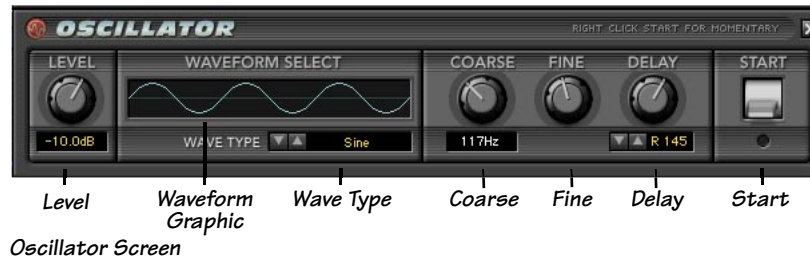 OSCILLATOR
RIGHT CLICK START FOR MOMENTARY
LEVEL WAVEFORM SELECT COARSE FINE DELAY START
-10.0dB WAVE TYPE Sine 117Hz R 145
Level Waveform Graphic Wave Type Coarse Fine Delay Start
Oscillator Screen